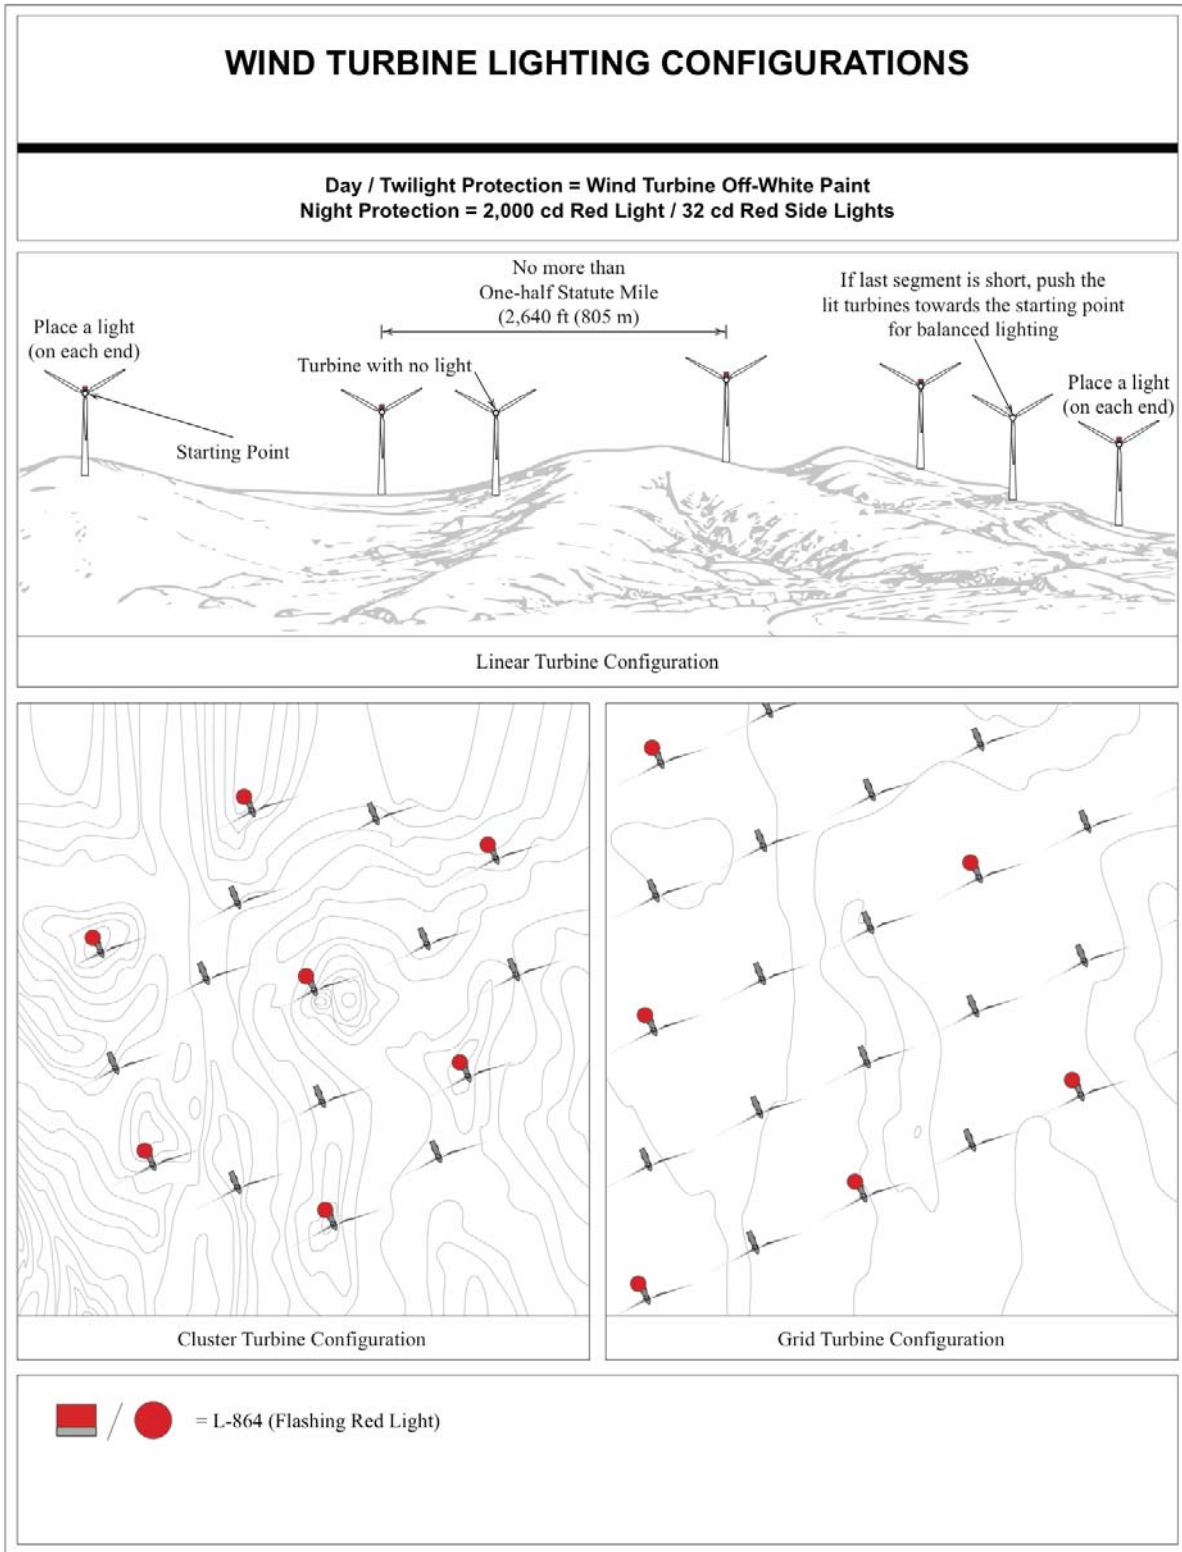 WIND TURBINE LIGHTING CONFIGURATIONS
Day / Twilight Protection = Wind Turbine Off-White Paint
Night Protection = 2,000 cd Red Light / 32 cd Red Side Lights
No more than
One-half Statute Mile
(2,640 ft (805 m)
If last segment is short, push the
lit turbines towards the starting point
for balanced lighting
Place a light
(on each end)
Turbine with no light
Place a light
(on each end)
Starting Point
Linear Turbine Configuration
Cluster Turbine Configuration
Grid Turbine Configuration
/ = L-864 (Flashing Red Light)